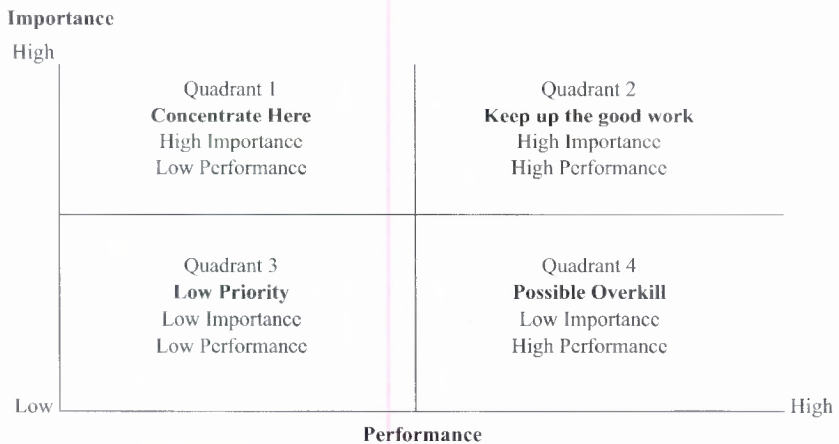 Importance
High
Quadrant 1
Concentrate Here
High Importance
Low Performance
Quadrant 2
Keep up the good work
High Importance
High Performance
Quadrant 3
Low Priority
Low Importance
Low Performance
Quadrant 4
Possible Overkill
Low Importance
High Performance
Low
High
Performance